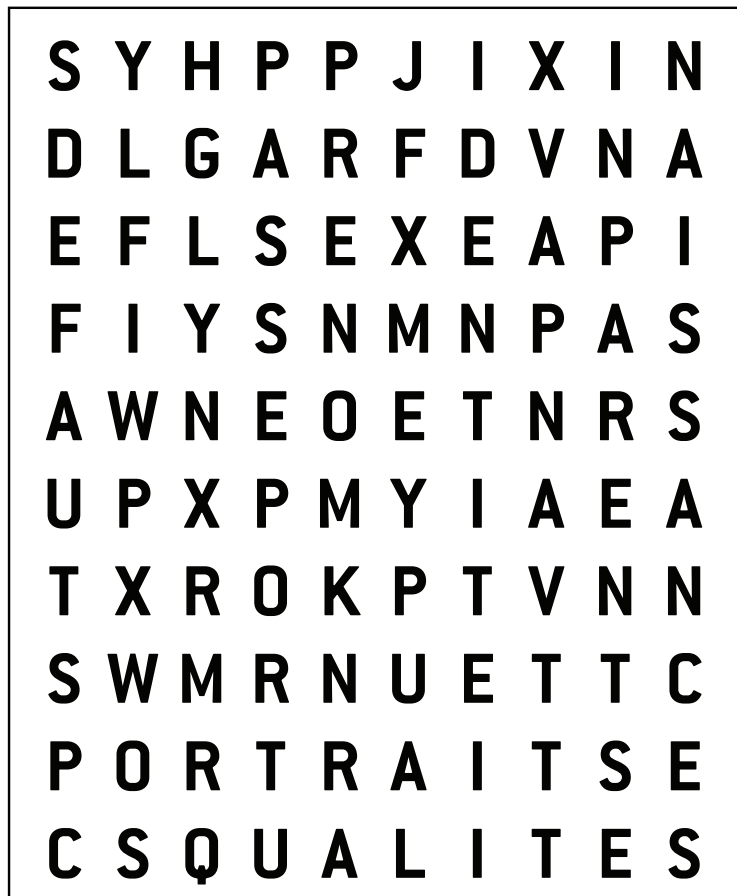 S Y H P P J I X I N
D L G A R F D V N A
E F L S E X E A P I
F I Y S N M N P A S
A W N E O E T N R S
U P X P M Y I A E A
T X R O K P T V N N
S W M R N U E T T C
P O R T R A I T S E
C S Q U A L I T E S